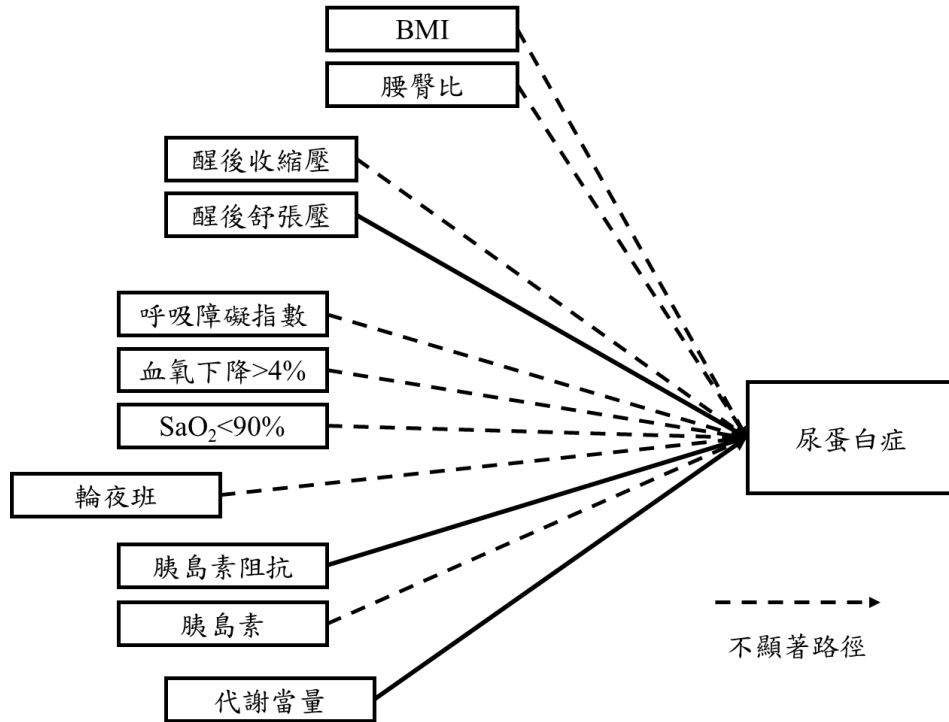 BMI
腰臀比
醒後收縮壓
醒後舒張壓
呼吸障礙指數
血氧下降>4%
SaO₂<90%
尿蛋白症
輪夜班
胰島素阻抗
胰島素
不顯著路徑
代謝當量